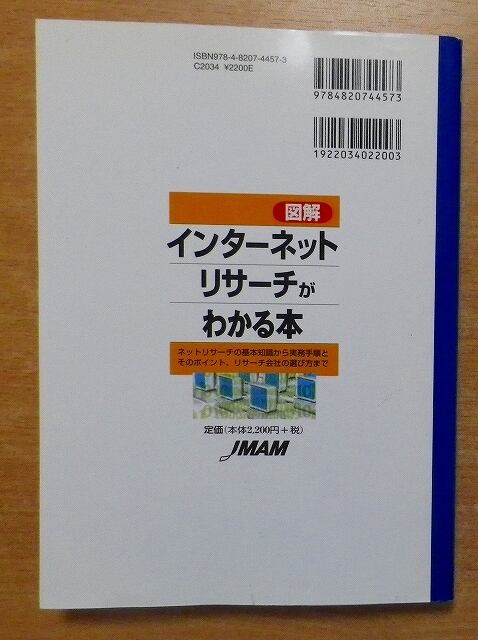 ISBN978-4-8207-4457-3
C2034 ¥2200E
9784820744573
1922034022003
図解
インターネット
リサーチが
わかる本
ネットリサーチの基本知識から実務手順と
そのポイント、リサーチ会社の選び方まで
定価(本体2,200円+税)
JMAM